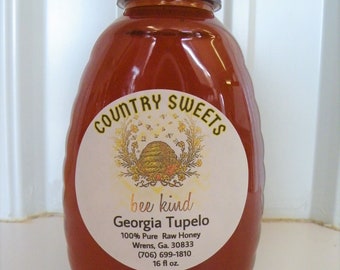 COUNTRY SWEETS
bee kind
Georgia Tupelo
100% Pure Raw Honey
Wrens, Ga. 30833
(706) 699-1810
16 fl oz.